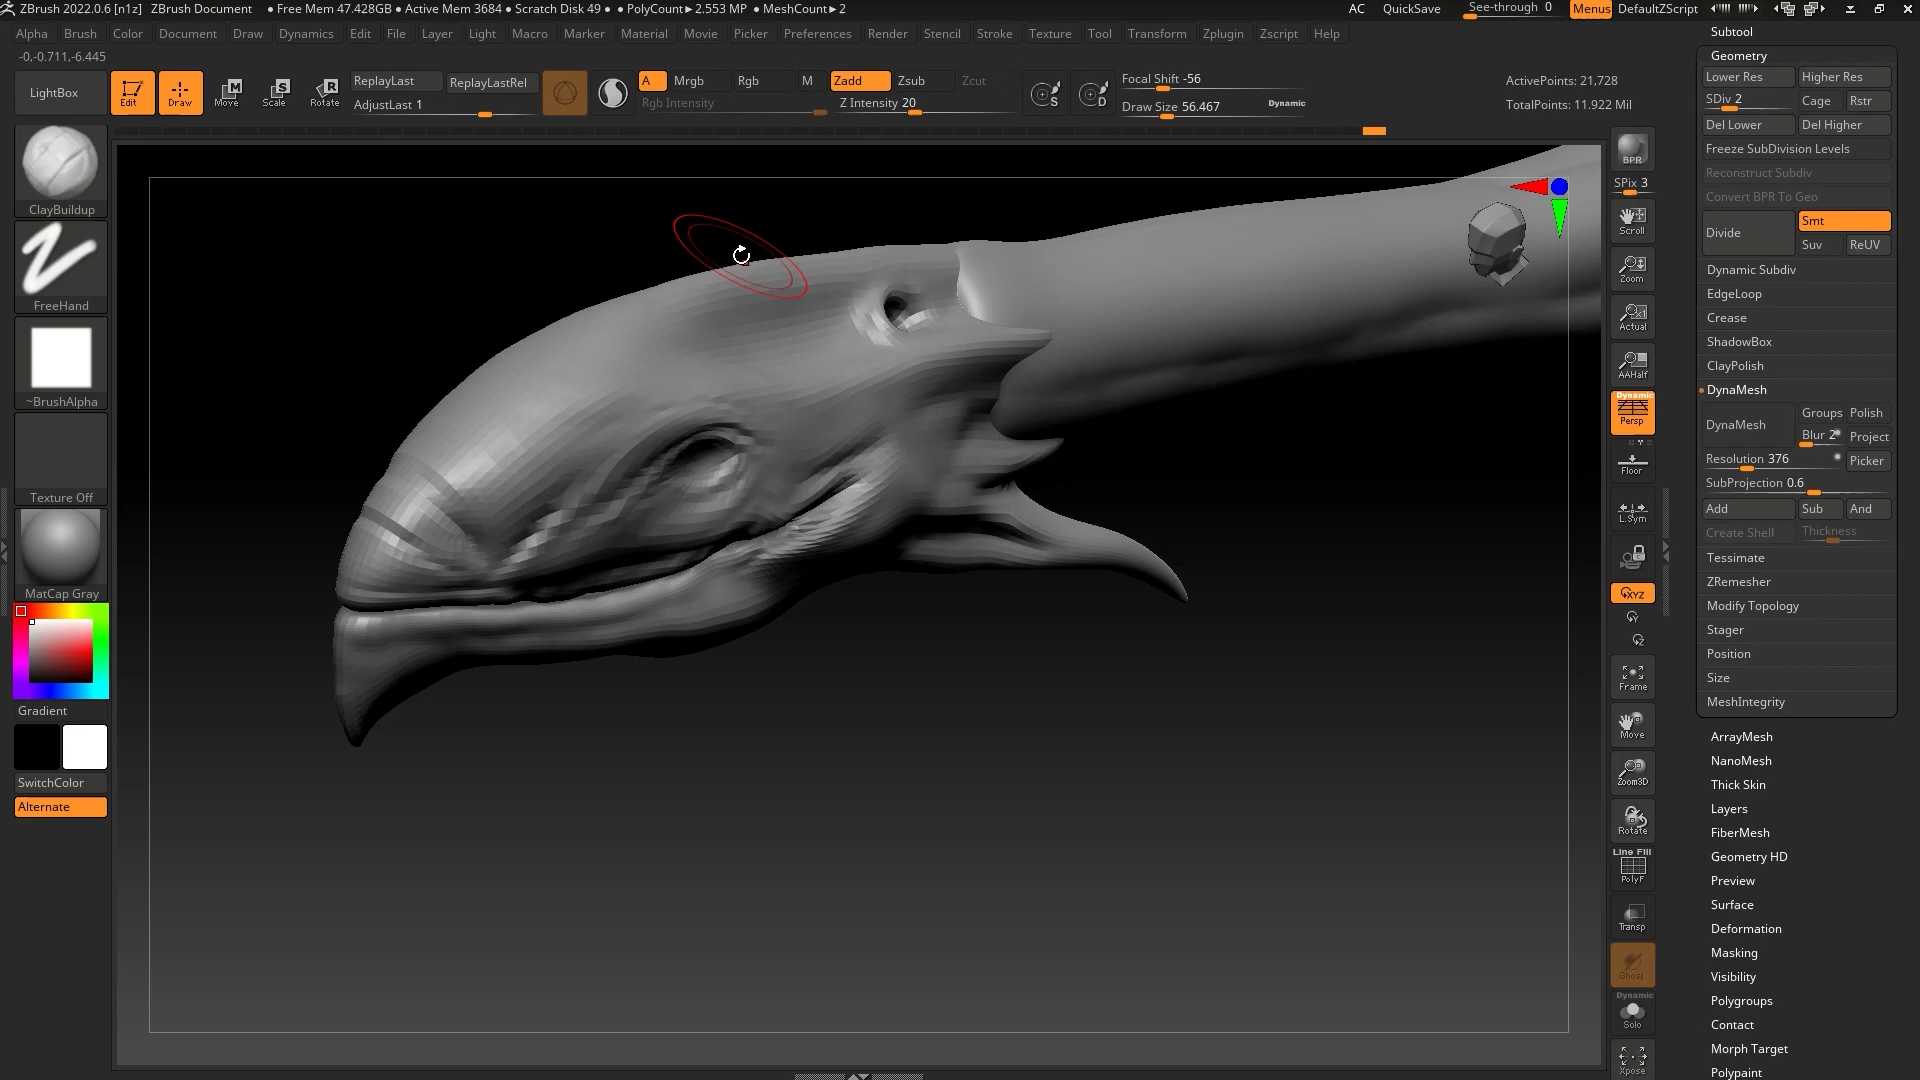 ZBrush 2022.0.6 [n1z] ZBrush Document ● Free Mem 47.428GB ● Active Mem 3684 ● Scratch Disk 49 ● ● PolyCount► 2.553 MP ● MeshCount► 2 AC QuickSave See-through 0 Menus DefaultZScript
Alpha Brush Color Document Draw Dynamics Edit File Layer Light Macro Marker Material Movie Picker Preferences Render Stencil Stroke Texture Tool Transform Zplugin Zscript Help
-0,-0.711,-6.445
LightBox
Edit
Draw
M
Move
S
Scale
R
Rotate
ReplayLast
ReplayLastRel
AdjustLast 1
A
Mrgb
Rgb
M
Zadd
Zsub
Zcut
Rgb Intensity
Z Intensity 20
S
D
Focal Shift -56
Draw Size 56.467
Dynamic
ActivePoints: 21,728
TotalPoints: 11.922 Mil
ClayBuildup
FreeHand
~BrushAlpha
Texture Off
MatCap Gray
Gradient
SwitchColor
Alternate
BPR
SPix 3
Scroll
Zoom
Actual
AAHalf
Dynamic
Persp
Floor
L.Sym
XYZ
Y
Z
Frame
Move
Zoom3D
Rotate
Line Fill
PolyF
Transp
Ghost
Dynamic
Solo
Xpose
Subtool
Geometry
Lower Res Higher Res
SDiv 2 Cage Rstr
Del Lower Del Higher
Freeze SubDivision Levels
Reconstruct Subdiv
Convert BPR To Geo
Divide Smt
Suv ReUV
Dynamic Subdiv
EdgeLoop
Crease
ShadowBox
ClayPolish
DynaMesh
DynaMesh Groups Polish
Blur 2 Project
Resolution 376 Picker
SubProjection 0.6
Add Sub And
Create Shell Thickness
Tessimate
ZRemesher
Modify Topology
Stager
Position
Size
MeshIntegrity
ArrayMesh
NanoMesh
Thick Skin
Layers
FiberMesh
Geometry HD
Preview
Surface
Deformation
Masking
Visibility
Polygroups
Contact
Morph Target
Polypaint